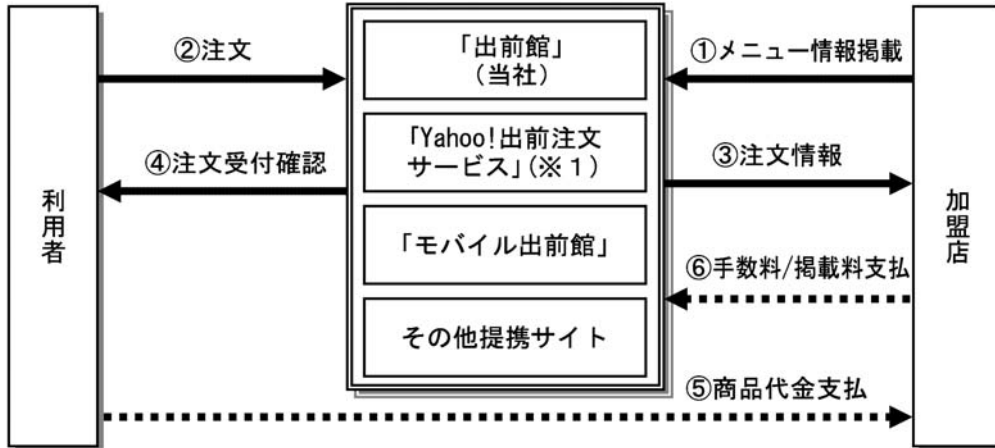 ②注文
「出前館」
(当社)
①メニュー情報掲載
④注文受付確認
「Yahoo!出前注文
サービス」(※１)
③注文情報
利用者
「モバイル出前館」
加盟店
⑥手数料/掲載料支払
その他提携サイト
⑤商品代金支払